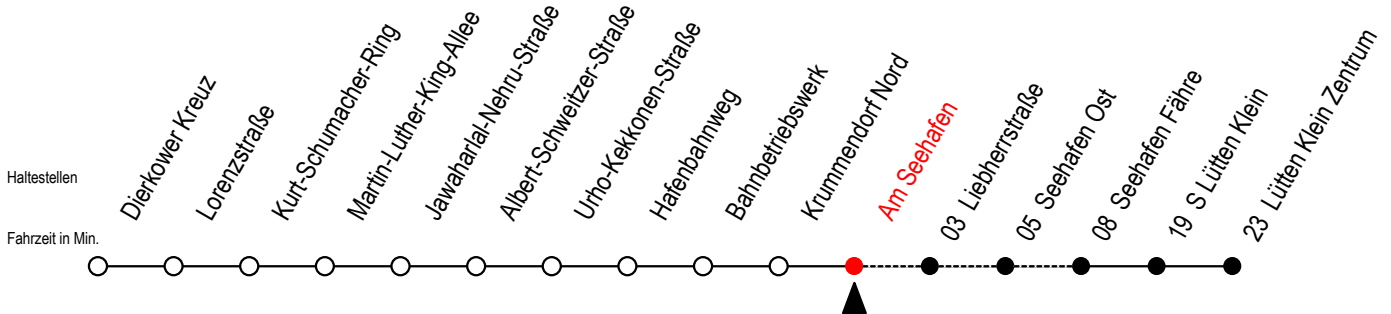 Haltestellen
Fahrzeit in Min.
Dierkower Kreuz
Lorenzstraße
Kurt-Schumacher-Ring
Martin-Luther-King-Allee
Jawaharlal-Nehru-Straße
Albert-Schweitzer-Straße
Urho-Kekkonen-Straße
Hafenbahnweg
Bahnbetriebswerk
Krummendorf Nord
Am Seehafen
03 Liebherrstraße
05 Seehafen Ost
08 Seehafen Fähre
19 S Lütten Klein
23 Lütten Klein Zentrum